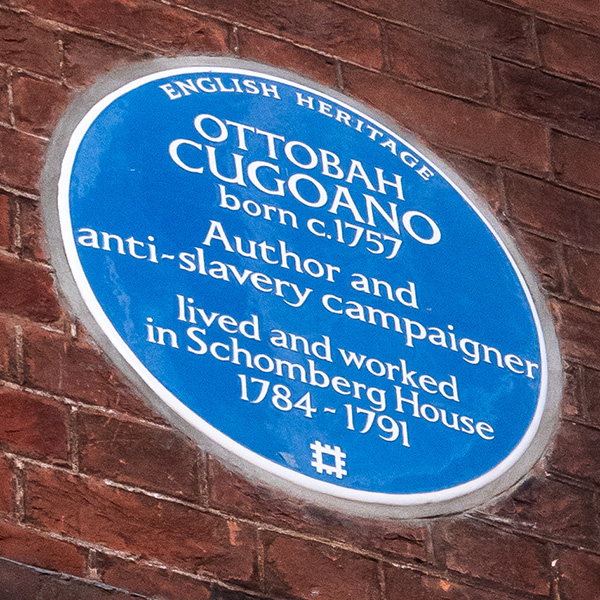 ENGLISH HERITAGE
OTTOBAH
CUGOANO
born c.1757
Author and
anti-slavery campaigner
lived and worked
in Schomberg House
1784-1791